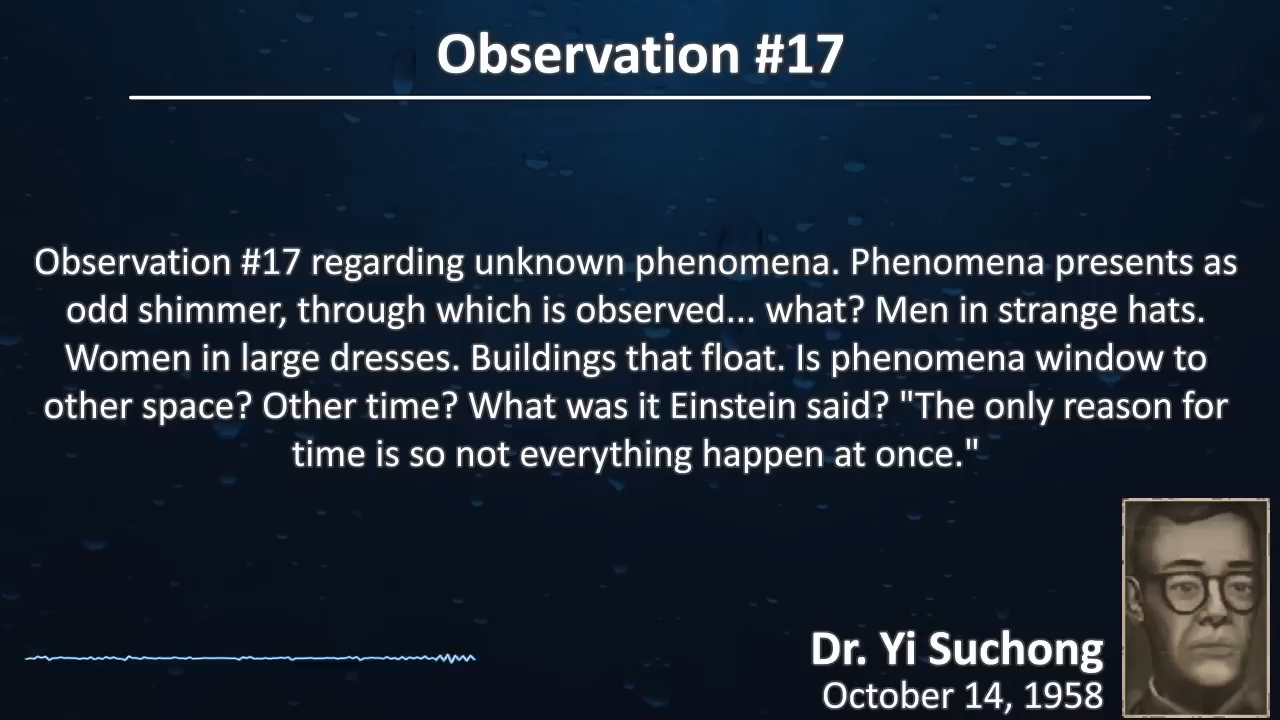 Observation #17
Observation #17 regarding unknown phenomena. Phenomena presents as
odd shimmer, through which is observed... what? Men in strange hats.
Women in large dresses. Buildings that float. Is phenomena window to
other space? Other time? What was it Einstein said? "The only reason for
time is so not everything happen at once."
Dr. Yi Suchong
October 14, 1958